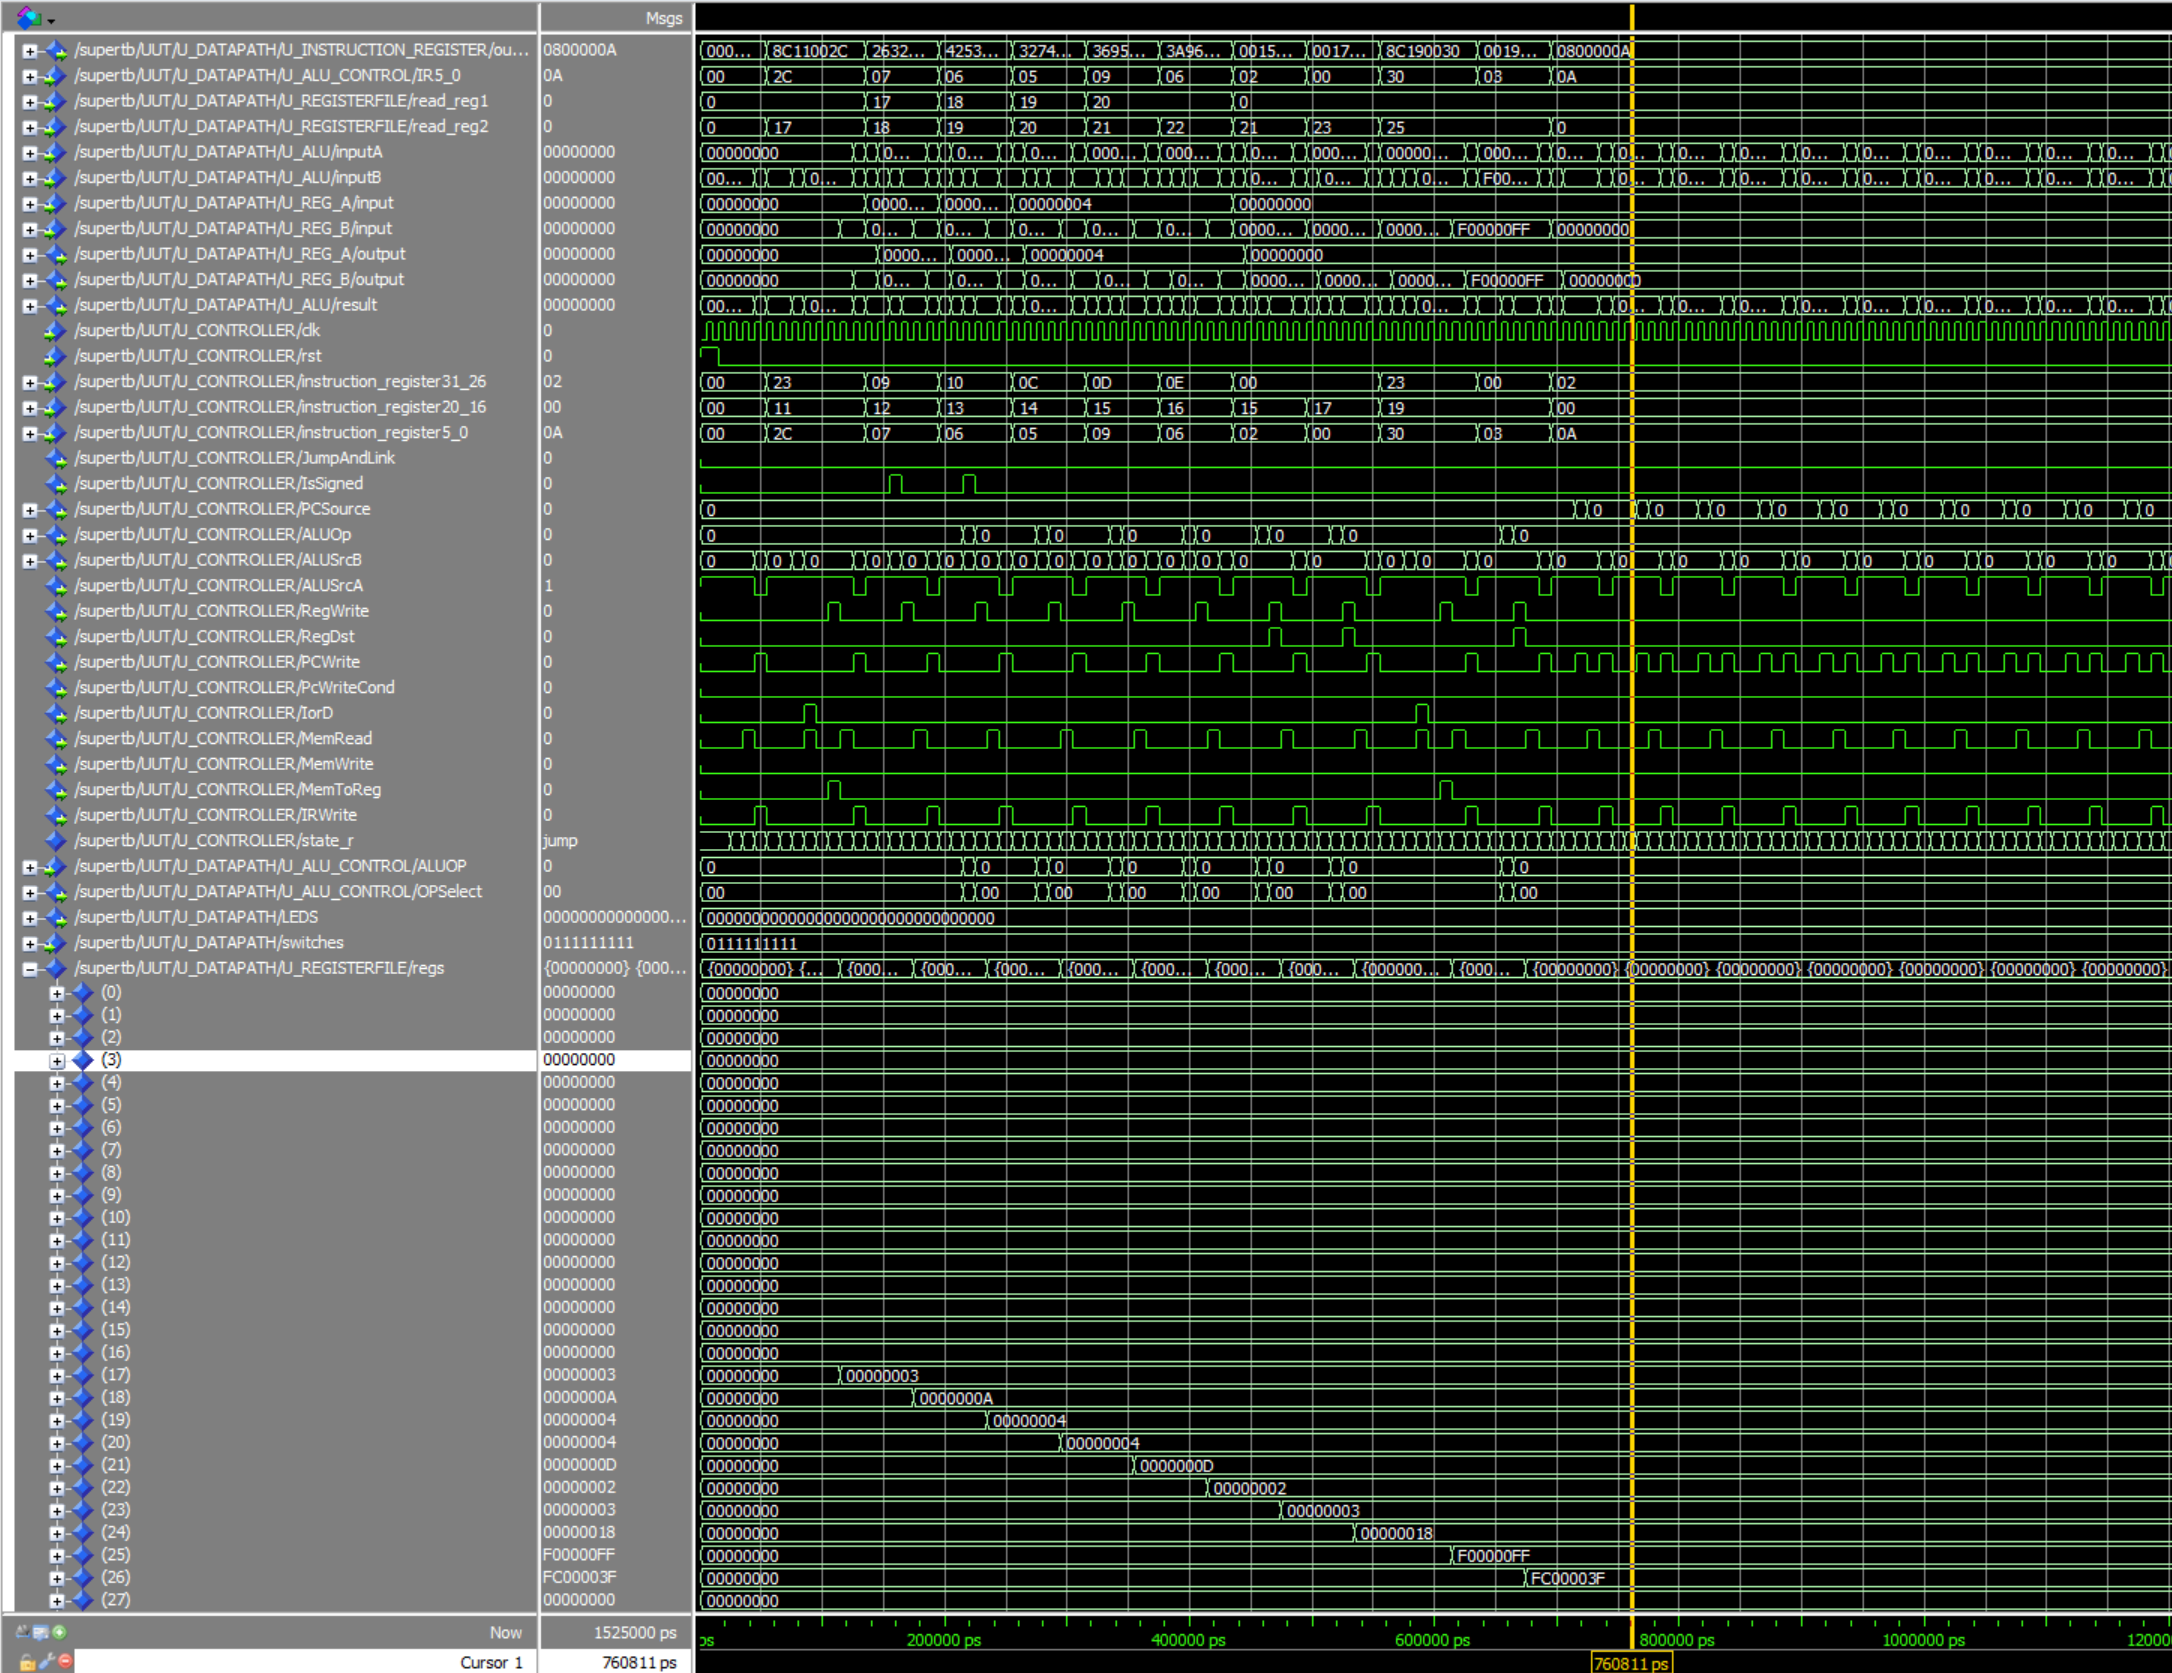 Msgs
/supertb/UUT/U_DATAPATH/U_INSTRUCTION_REGISTER/ou... 0800000A 000... 8C11002C 2632... 4253... 3274... 3695... 3A96... 0015... 0017... 8C190030 0019... 0800000A
/supertb/UUT/U_DATAPATH/U_ALU_CONTROL/IR5_0 0A 00 2C 07 06 05 09 06 02 00 30 03 0A
/supertb/UUT/U_DATAPATH/U_REGISTERFILE/read_reg1 0 0 17 18 19 20 0
/supertb/UUT/U_DATAPATH/U_REGISTERFILE/read_reg2 0 0 17 18 19 20 21 22 21 23 25 0
/supertb/UUT/U_DATAPATH/U_ALU/inputA 00000000 00000000 0... 0... 0... 000... 000... 0... 000... 00000... 000... 0... 0... 0... 0... 0... 0... 0... 0... 0... 0...
/supertb/UUT/U_DATAPATH/U_ALU/inputB 00000000 00... 0... 0... 0... 0... F00... 0... 0... 0... 0... 0... 0... 0... 0... 0...
/supertb/UUT/U_DATAPATH/U_REG_A/input 00000000 00000000 0000... 0000... 00000004 00000000
/supertb/UUT/U_DATAPATH/U_REG_B/input 00000000 00000000 0... 0... 0... 0... 0... 0000... 0000... 0000... F00000FF 00000000
/supertb/UUT/U_DATAPATH/U_REG_A/output 00000000 00000000 0000... 0000... 00000004 00000000
/supertb/UUT/U_DATAPATH/U_REG_B/output 00000000 00000000 0... 0... 0... 0... 0... 0000... 0000... 0000... F00000FF 00000000
/supertb/UUT/U_DATAPATH/U_ALU/result 00000000 00... 0... 0... 0... 0... 0... 0... 0... 0... 0... 0... 0... 0...
/supertb/UUT/U_CONTROLLER/clk 0
/supertb/UUT/U_CONTROLLER/rst 0
/supertb/UUT/U_CONTROLLER/instruction_register31_26 02 00 23 09 10 0C 0D 0E 00 23 00 02
/supertb/UUT/U_CONTROLLER/instruction_register20_16 00 00 11 12 13 14 15 16 15 17 19 00
/supertb/UUT/U_CONTROLLER/instruction_register5_0 0A 00 2C 07 06 05 09 06 02 00 30 03 0A
/supertb/UUT/U_CONTROLLER/JumpAndLink 0
/supertb/UUT/U_CONTROLLER/IsSigned 0
/supertb/UUT/U_CONTROLLER/PCSource 0 0 0 0 0 0 0 0 0 0 0 0
/supertb/UUT/U_CONTROLLER/ALUOp 0 0 0 0 0 0 0 0 0
/supertb/UUT/U_CONTROLLER/ALUSrcB 0 0 0 0 0 0 0 0 0 0 0 0 0 0 0 0 0 0 0 0 0 0 0 0 0 0 0 0 0 0
/supertb/UUT/U_CONTROLLER/ALUSrcA 1
/supertb/UUT/U_CONTROLLER/RegWrite 0
/supertb/UUT/U_CONTROLLER/RegDst 0
/supertb/UUT/U_CONTROLLER/PCWrite 0
/supertb/UUT/U_CONTROLLER/PcWriteCond 0
/supertb/UUT/U_CONTROLLER/IorD 0
/supertb/UUT/U_CONTROLLER/MemRead 0
/supertb/UUT/U_CONTROLLER/MemWrite 0
/supertb/UUT/U_CONTROLLER/MemToReg 0
/supertb/UUT/U_CONTROLLER/IRWrite 0
/supertb/UUT/U_CONTROLLER/state_r jump
/supertb/UUT/U_DATAPATH/U_ALU_CONTROL/ALUOP 0 0 0 0 0 0 0 0 0
/supertb/UUT/U_DATAPATH/U_ALU_CONTROL/OPSelect 00 00 00 00 00 00 00 00 00
/supertb/UUT/U_DATAPATH/LEDS 00000000000000... 00000000000000000000000000000000
/supertb/UUT/U_DATAPATH/switches 0111111111 0111111111
/supertb/UUT/U_DATAPATH/U_REGISTERFILE/regs {00000000} {000... {00000000} {... {000... {000... {000... {000... {000... {000... {000... {000000... {000... {00000000} {00000000} {00000000} {00000000} {00000000} {00000000} {00000000}
(0) 00000000 00000000
(1) 00000000 00000000
(2) 00000000 00000000
(3) 00000000 00000000
(4) 00000000 00000000
(5) 00000000 00000000
(6) 00000000 00000000
(7) 00000000 00000000
(8) 00000000 00000000
(9) 00000000 00000000
(10) 00000000 00000000
(11) 00000000 00000000
(12) 00000000 00000000
(13) 00000000 00000000
(14) 00000000 00000000
(15) 00000000 00000000
(16) 00000000 00000000
(17) 00000003 00000000 00000003
(18) 0000000A 00000000 0000000A
(19) 00000004 00000000 00000004
(20) 00000004 00000000 00000004
(21) 0000000D 00000000 0000000D
(22) 00000002 00000000 00000002
(23) 00000003 00000000 00000003
(24) 00000018 00000000 00000018
(25) F00000FF 00000000 F00000FF
(26) FC00003F 00000000 FC00003F
(27) 00000000 00000000
Now 1525000 ps ps 200000 ps 400000 ps 600000 ps 800000 ps 1000000 ps 12000
Cursor 1 760811 ps 760811 ps